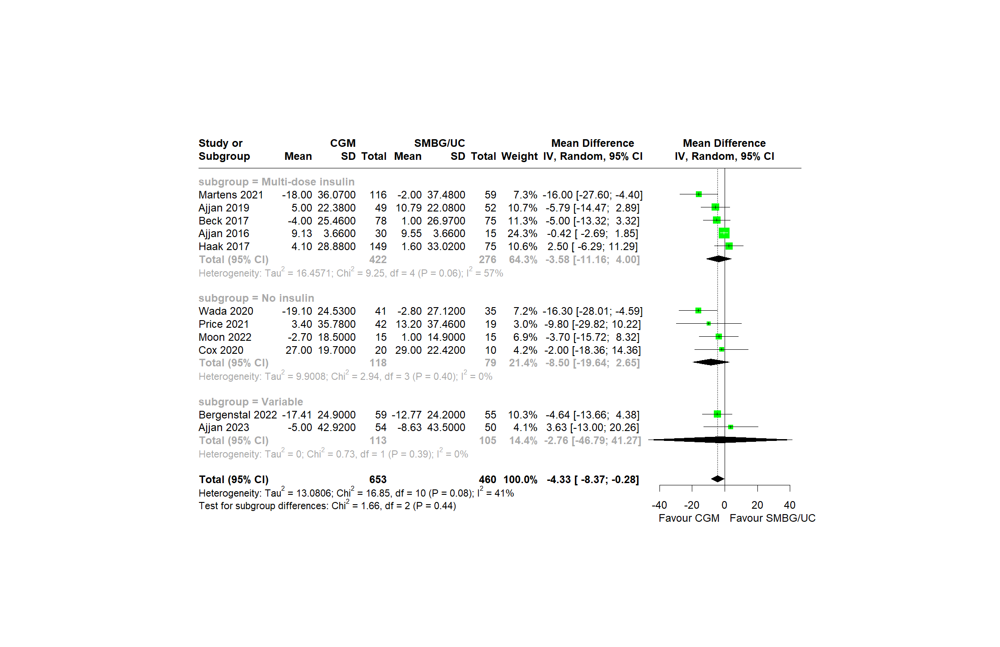 Study or CGM SMBG/UC Mean Difference Mean Difference
Subgroup Mean SD Total Mean SD Total Weight IV, Random, 95% CI IV, Random, 95% CI
subgroup = Multi-dose insulin
Martens 2021 -18.00 36.0700 116 -2.00 37.4800 59 7.3% -16.00 [-27.60; -4.40]
Ajjan 2019 5.00 22.3800 49 10.79 22.0800 52 10.7% -5.79 [-14.47; 2.89]
Beck 2017 -4.00 25.4600 78 1.00 26.9700 75 11.3% -5.00 [-13.32; 3.32]
Ajjan 2016 9.13 3.6600 30 9.55 3.6600 15 24.3% -0.42 [ -2.69; 1.85]
Haak 2017 4.10 28.8800 149 1.60 33.0200 75 10.6% 2.50 [ -6.29; 11.29]
Total (95% CI) 422 276 64.3% -3.58 [-11.16; 4.00]
Heterogeneity: Tau² = 16.4571; Chi² = 9.25, df = 4 (P = 0.06); I² = 57%
subgroup = No insulin
Wada 2020 -19.10 24.5300 41 -2.80 27.1200 35 7.2% -16.30 [-28.01; -4.59]
Price 2021 3.40 35.7800 42 13.20 37.4600 19 3.0% -9.80 [-29.82; 10.22]
Moon 2022 -2.70 18.5000 15 1.00 14.9000 15 6.9% -3.70 [-15.72; 8.32]
Cox 2020 27.00 19.7000 20 29.00 22.4200 10 4.2% -2.00 [-18.36; 14.36]
Total (95% CI) 118 79 21.4% -8.50 [-19.64; 2.65]
Heterogeneity: Tau² = 9.9008; Chi² = 2.94, df = 3 (P = 0.40); I² = 0%
subgroup = Variable
Bergenstal 2022 -17.41 24.9000 59 -12.77 24.2000 55 10.3% -4.64 [-13.66; 4.38]
Ajjan 2023 -5.00 42.9200 54 -8.63 43.5000 50 4.1% 3.63 [-13.00; 20.26]
Total (95% CI) 113 105 14.4% -2.76 [-46.79; 41.27]
Heterogeneity: Tau² = 0; Chi² = 0.73, df = 1 (P = 0.39); I² = 0%
Total (95% CI) 653 460 100.0% -4.33 [ -8.37; -0.28]
Heterogeneity: Tau² = 13.0806; Chi² = 16.85, df = 10 (P = 0.08); I² = 41%
Test for subgroup differences: Chi² = 1.66, df = 2 (P = 0.44)
-40 -20 0 20 40
Favour CGM Favour SMBG/UC